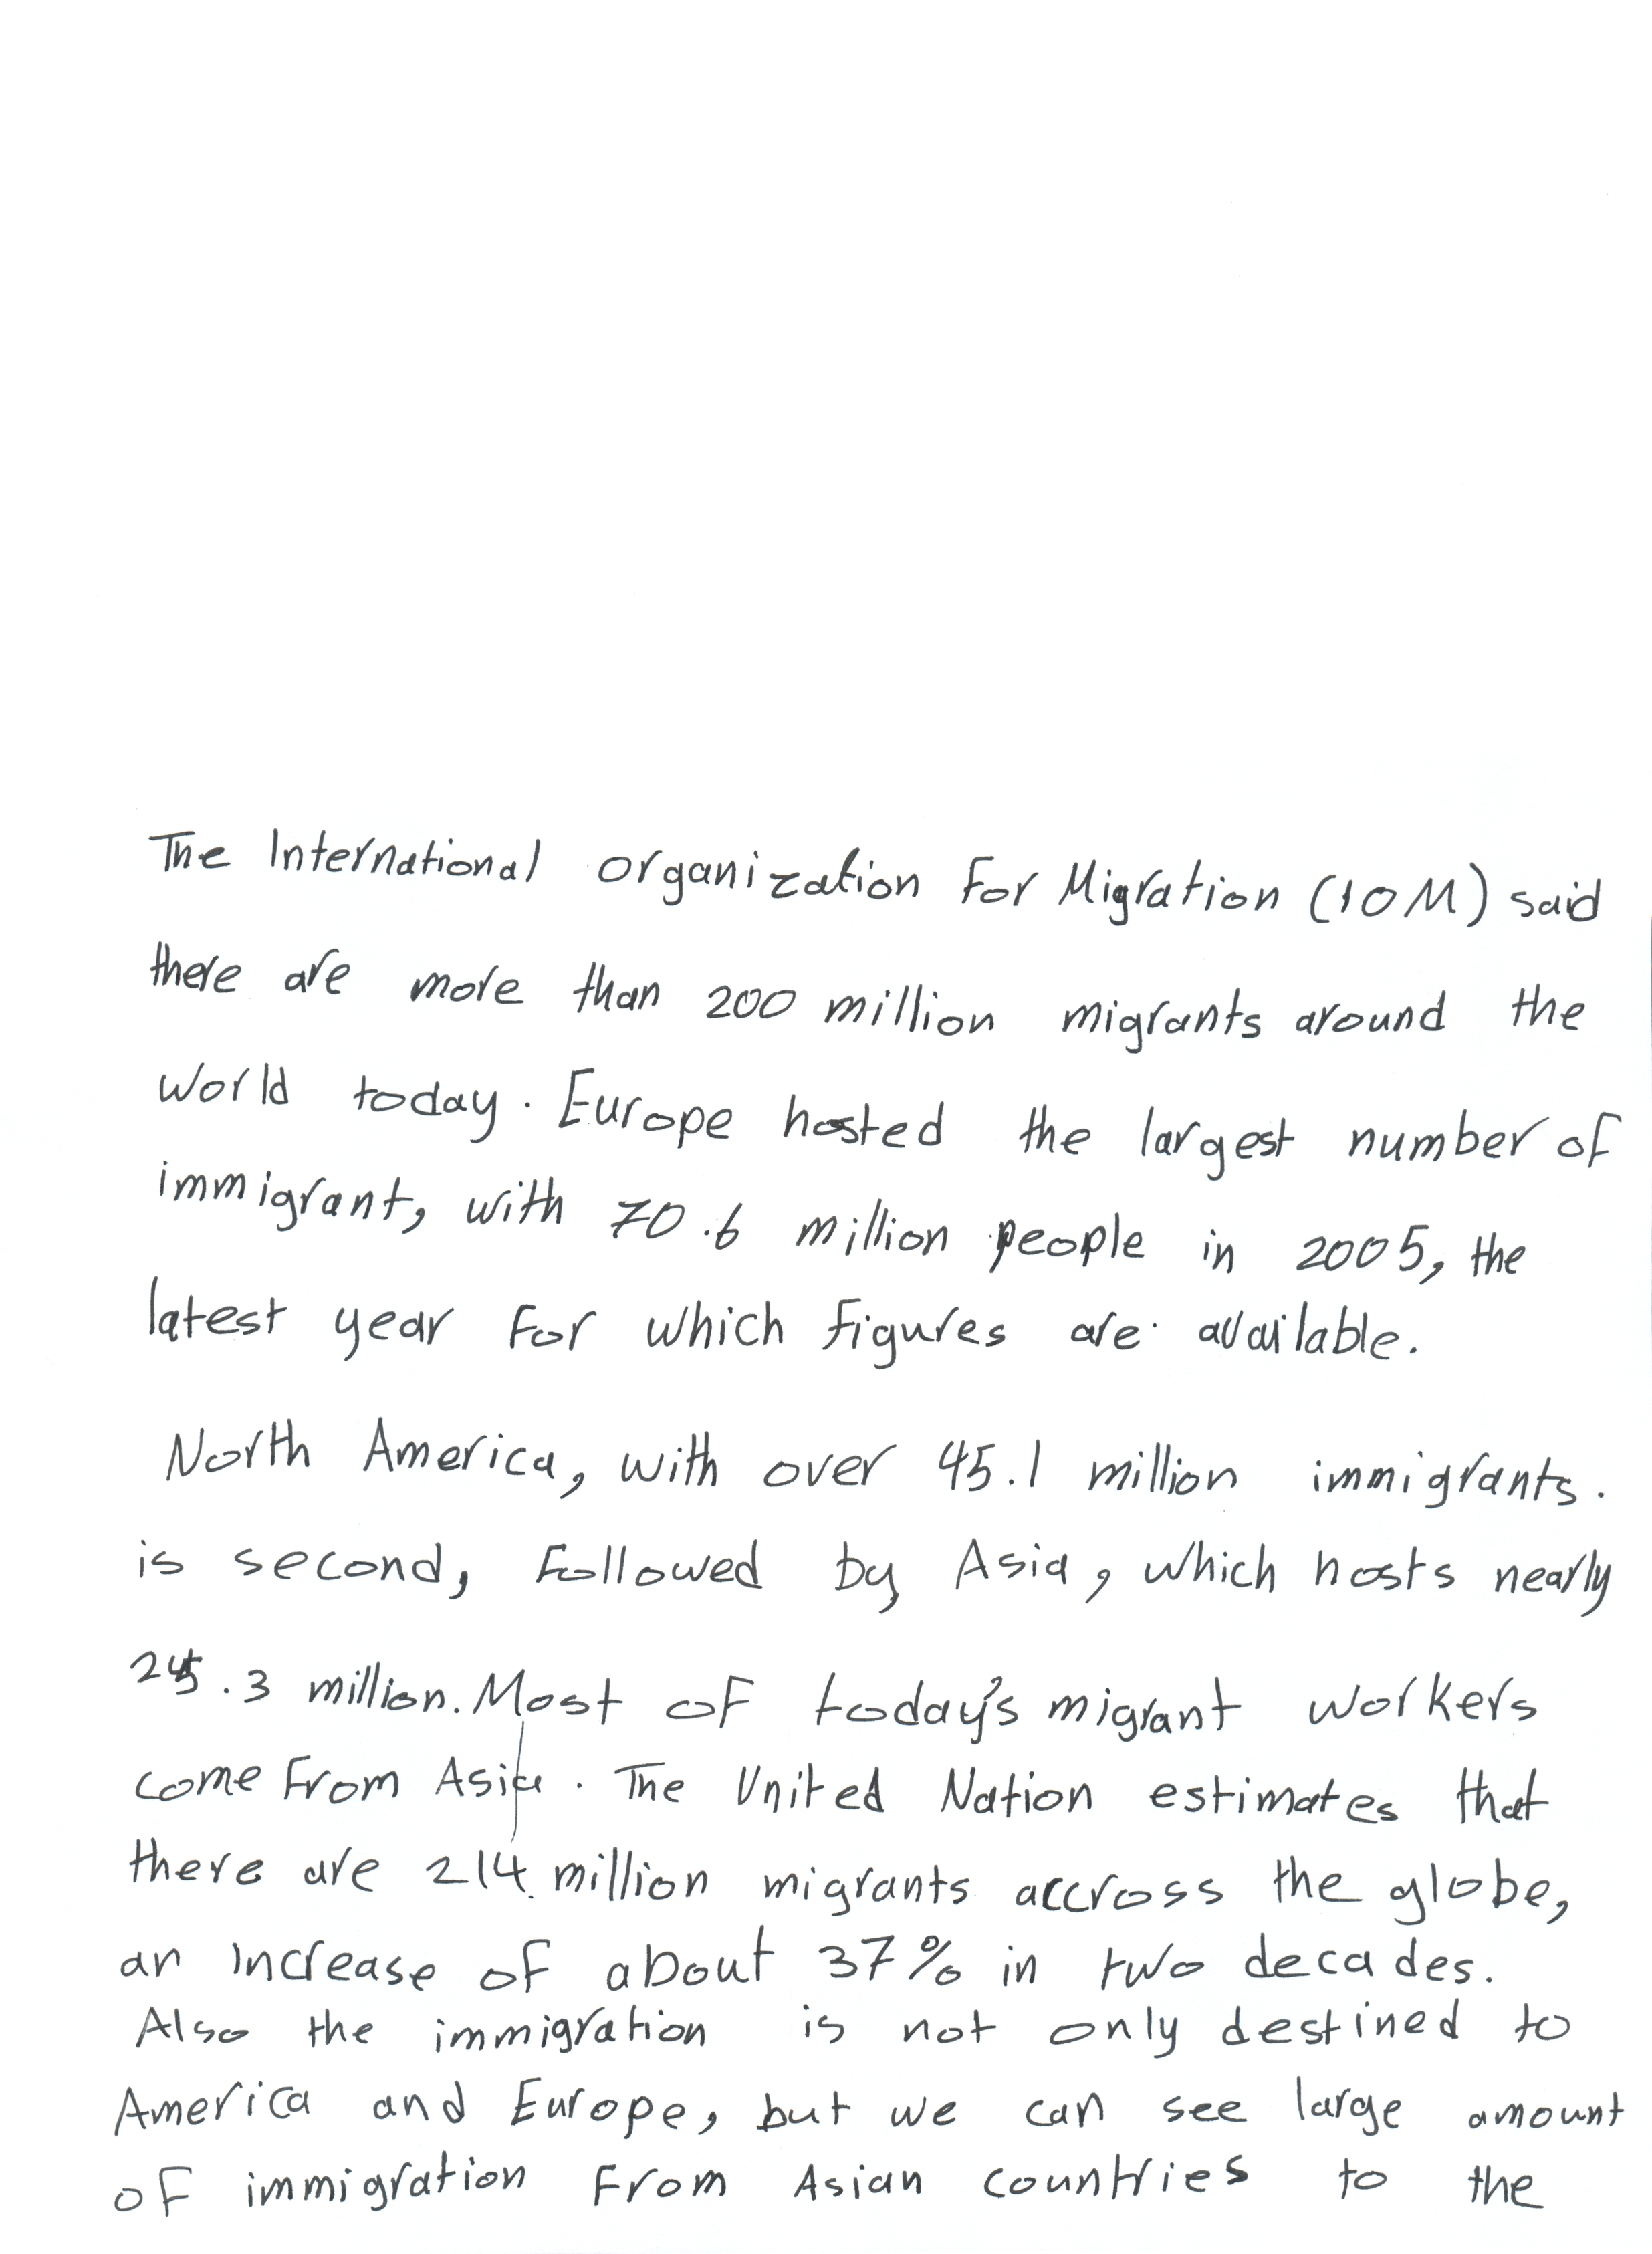 The International organization for Migration (IOM) said
there are more than 200 million migrants around the
world today. Europe hosted the largest number of
immigrant, with 70.6 million people in 2005, the
latest year for which figures are available.
North America, with over 45.1 million immigrants.
is second, followed by Asia, which hosts nearly
25.3 million. Most of today's migrant workers
come from Asia. The United Nation estimates that
there are 214 million migrants accross the globe,
an increase of about 37% in two decades.
Also the immigration is not only destined to
America and Europe, but we can see large amount
of immigration from Asian countries to the